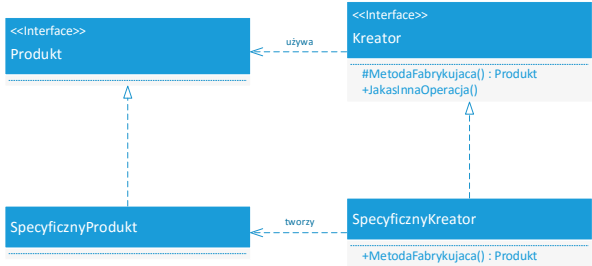 <<Interface>>
Produkt
używa
<<Interface>>
Kreator
#MetodaFabrykujaca() : Produkt
+JakasInnaOperacja()
SpecyficznyProdukt
tworzy
SpecyficznyKreator
+MetodaFabrykujaca() : Produkt